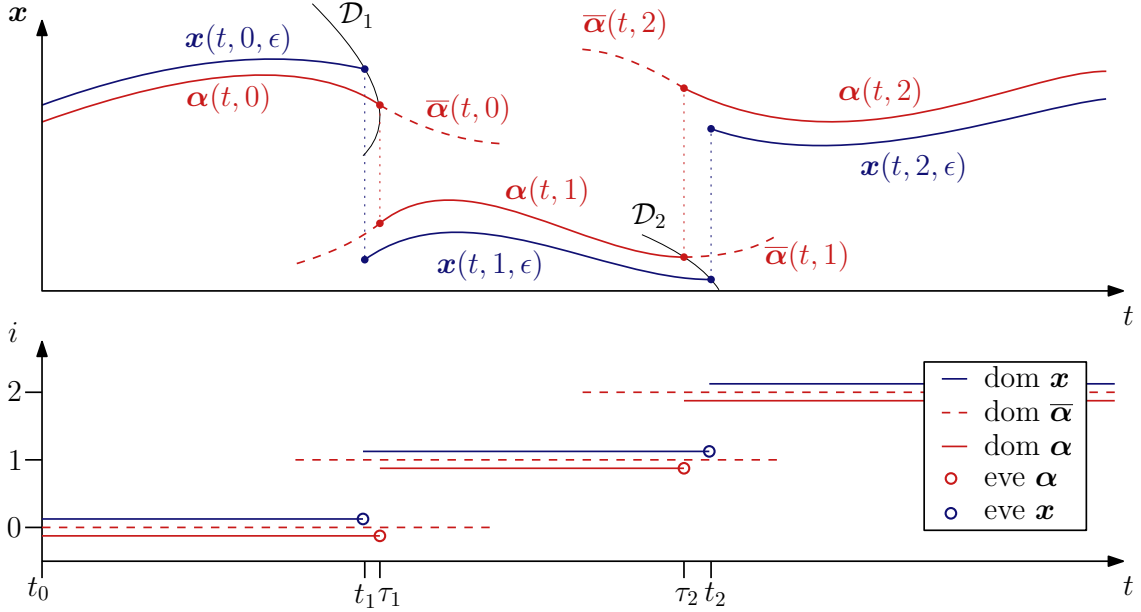 𝒙
𝒟₁
𝒙(t, 0, ϵ)
𝜶(t, 0)
𝜶̅(t, 0)
𝜶̅(t, 2)
𝜶(t, 2)
𝒙(t, 2, ϵ)
𝜶(t, 1)
𝒟₂
𝒙(t, 1, ϵ)
𝜶̅(t, 1)
t
i
2
1
0
dom 𝒙
dom 𝜶̅
dom 𝜶
eve 𝜶
eve 𝒙
t₀
t₁ τ₁
τ₂ t₂
t